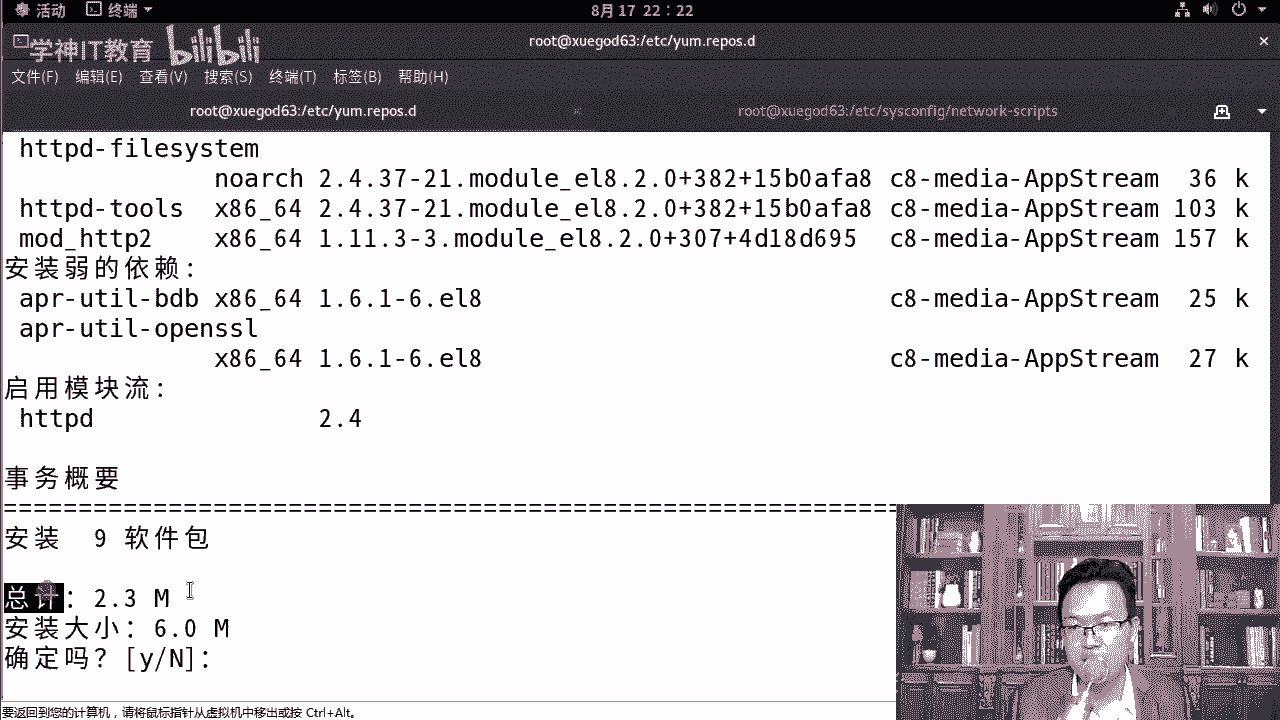 活动 终端 8月 17 22：22
学神IT教育 bilibili
root@xuegod63:/etc/yum.repos.d
文件(F) 编辑(E) 查看(V) 搜索(S) 终端(T) 标签(B) 帮助(H)
root@xuegod63:/etc/yum.repos.d root@xuegod63:/etc/sysconfig/network-scripts
httpd-filesystem
noarch 2.4.37-21.module_el8.2.0+382+15b0afa8 c8-media-AppStream 36 k
httpd-tools x86_64 2.4.37-21.module_el8.2.0+382+15b0afa8 c8-media-AppStream 103 k
mod_http2 x86_64 1.11.3-3.module_el8.2.0+307+4d18d695 c8-media-AppStream 157 k
安装弱的依赖:
apr-util-bdb x86_64 1.6.1-6.el8 c8-media-AppStream 25 k
apr-util-openssl
x86_64 1.6.1-6.el8 c8-media-AppStream 27 k
启用模块流:
httpd 2.4
事务概要
================================================================================
安装 9 软件包
总计：2.3 M
安装大小：6.0 M
确定吗？[y/N]：
要返回到您的计算机，请将鼠标指针从虚拟机中移出或按 Ctrl+Alt。